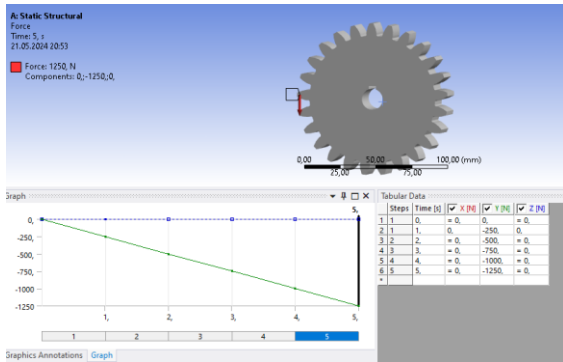 A: Static Structural
Force
Time: 5, s
21.05.2024 20:53
Force: 1250, N
Components: 0,;-1250,;0,
0,00 50,00 100,00 (mm)
25,00 75,00
Graph
5,
0,
-250,
-500,
-750,
-1000
-1250
1, 2, 3, 4, 5,
1 2 3 4 5
Graphics Annotations Graph
Tabular Data
Steps Time [s] X [N] Y [N] Z [N]
1 1 0, = 0, 0, = 0,
2 1 1, 0, -250, 0,
3 2 2, = 0, -500, = 0,
4 3 3, = 0, -750, = 0,
5 4 4, = 0, -1000, = 0,
6 5 5, = 0, -1250, = 0,
*